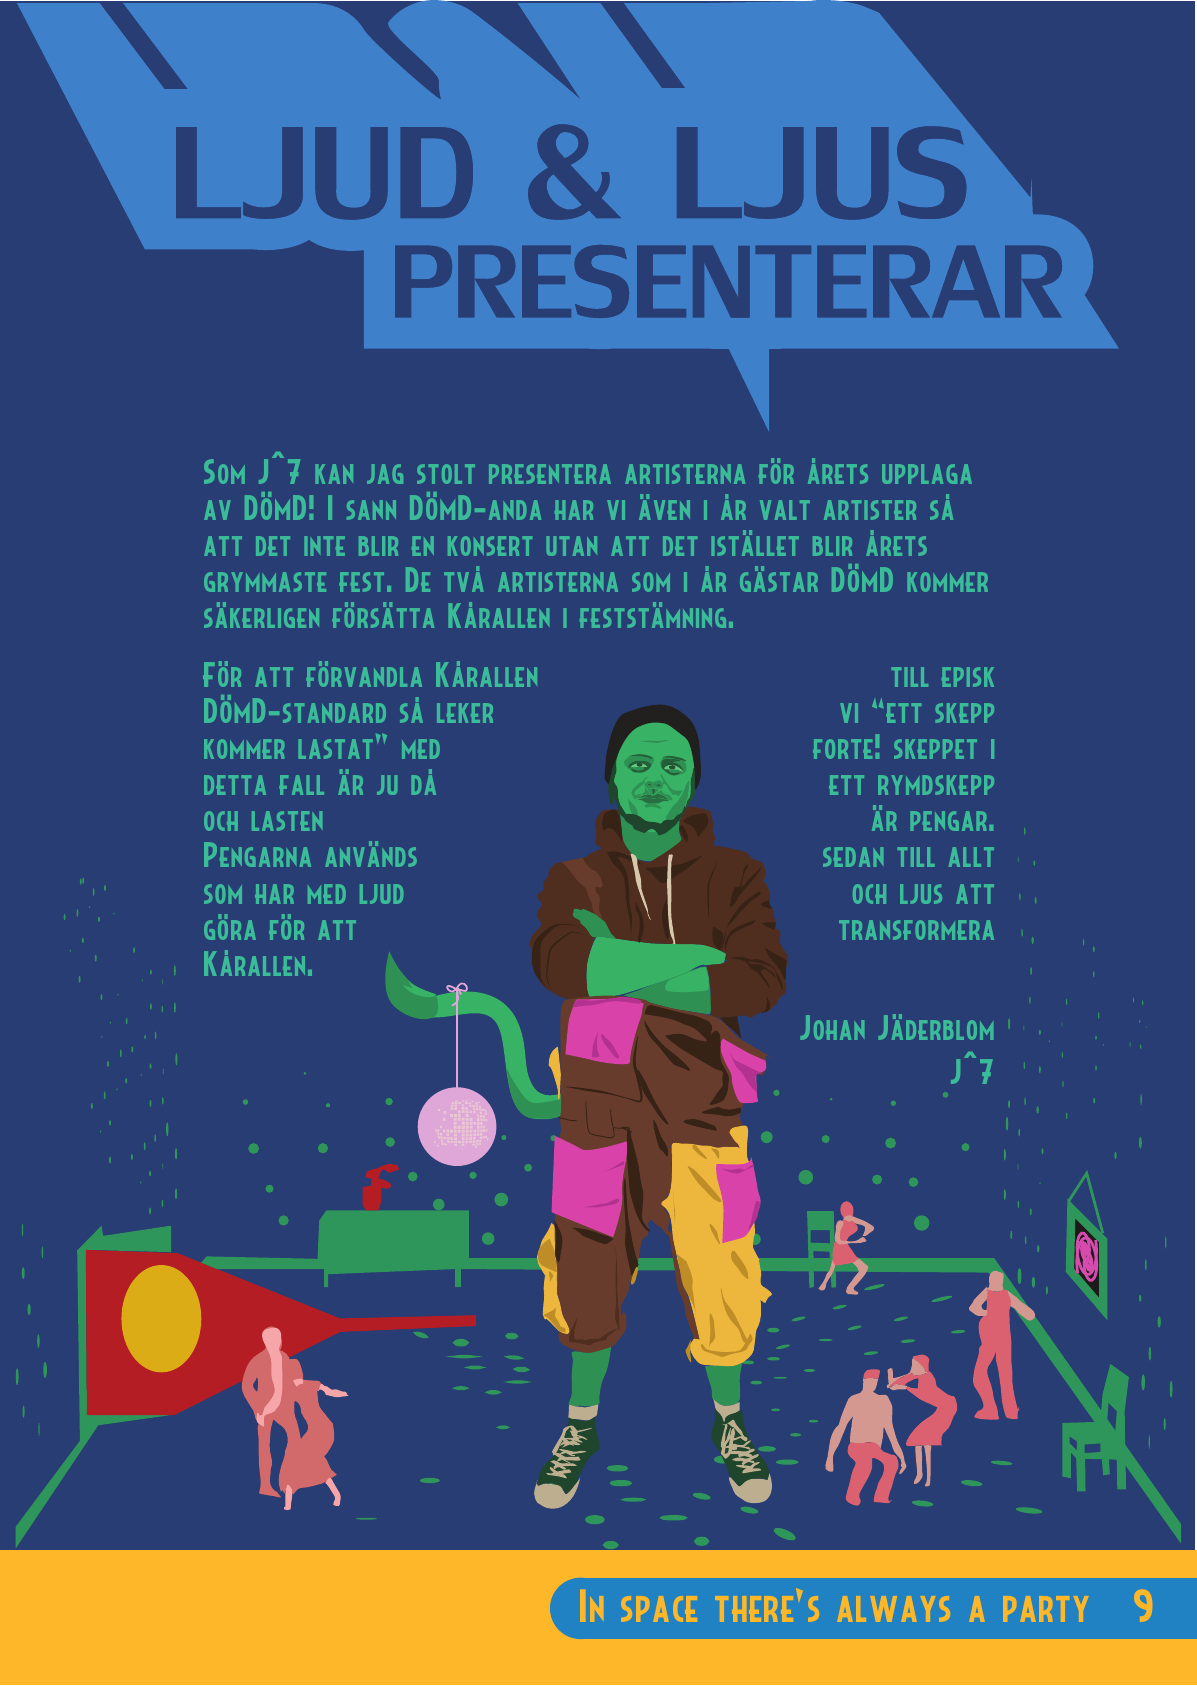 LJUD & LJUS
PRESENTERAR
Som J^7 kan jag stolt presentera artisterna för årets upplaga
av DÖMD! I sann DÖMD-anda har vi även i år valt artister så
att det inte blir en konsert utan att det istället blir årets
grymmaste fest. De två artisterna som i år gästar DÖMD kommer
säkerligen försätta Kårallen i feststämning.
För att förvandla Kårallen till episk
DÖMD-standard så leker vi “ett skepp
kommer lastat” med forte! skeppet i
detta fall är ju då ett rymdskepp
och lasten är pengar.
Pengarna används sedan till allt
som har med ljud och ljus att
göra för att transformera
Kårallen.
Johan Jäderblom
J^7
In space there's always a party 9